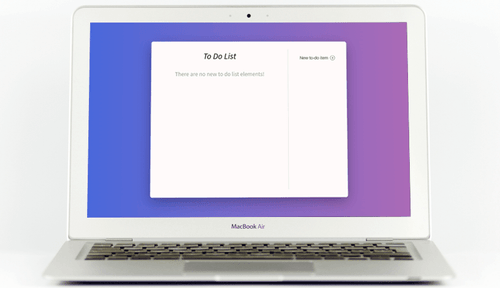 To Do List
New to do item
There are no new to do list elements!
MacBook Air